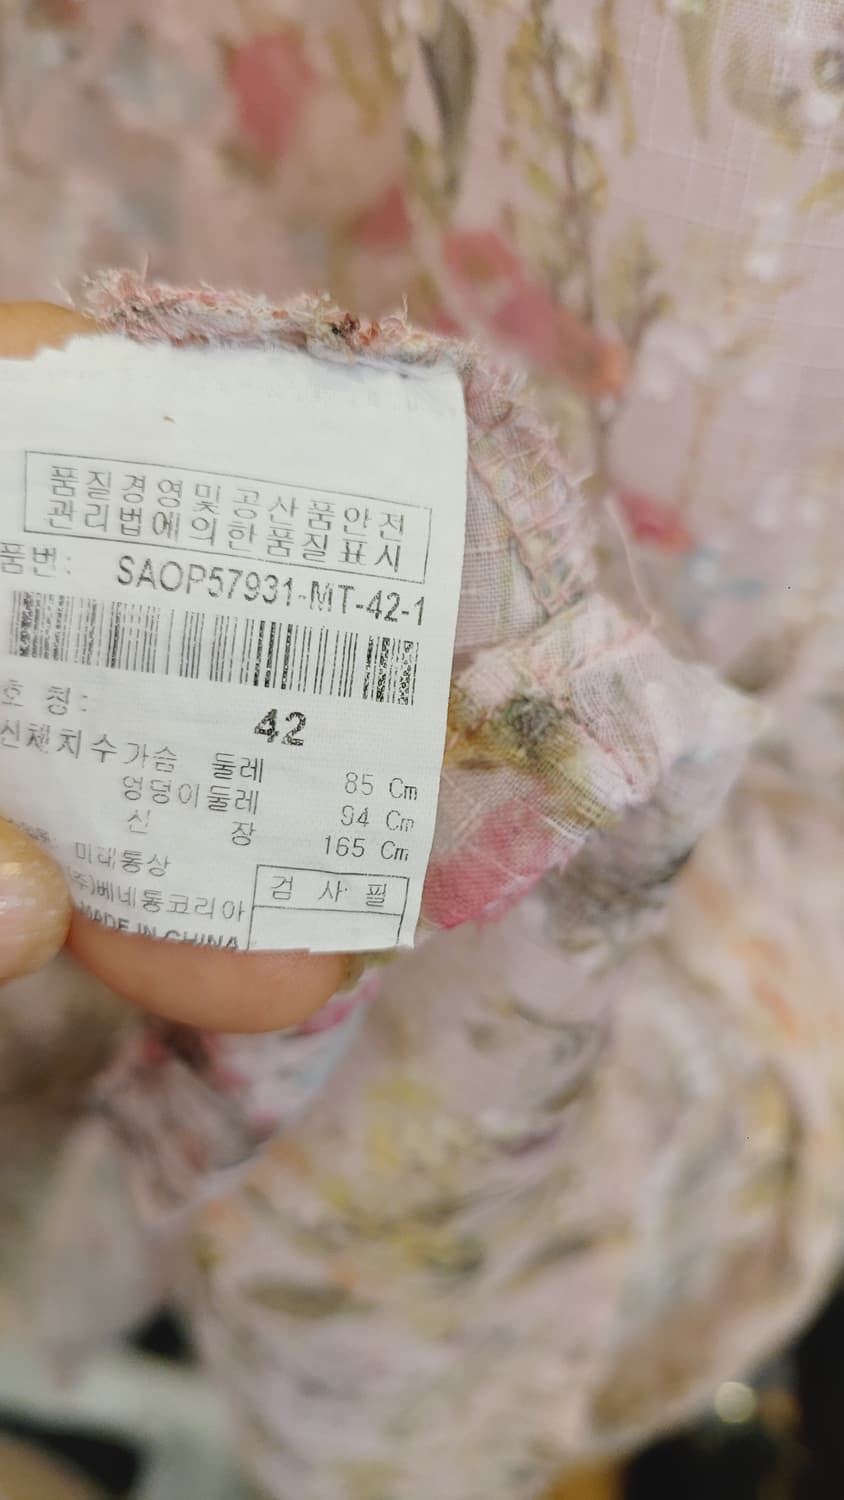 품질경영및공산품안전
관리법에의한품질표시
품번: SAOP57931-MT-42-1
호 칭: 42
신체치수 가슴 둘레 85 Cm
엉덩이둘레 94 Cm
신 장 165 Cm
미래통상
(주)베네통코리아
검 사 필
MADE IN CHINA